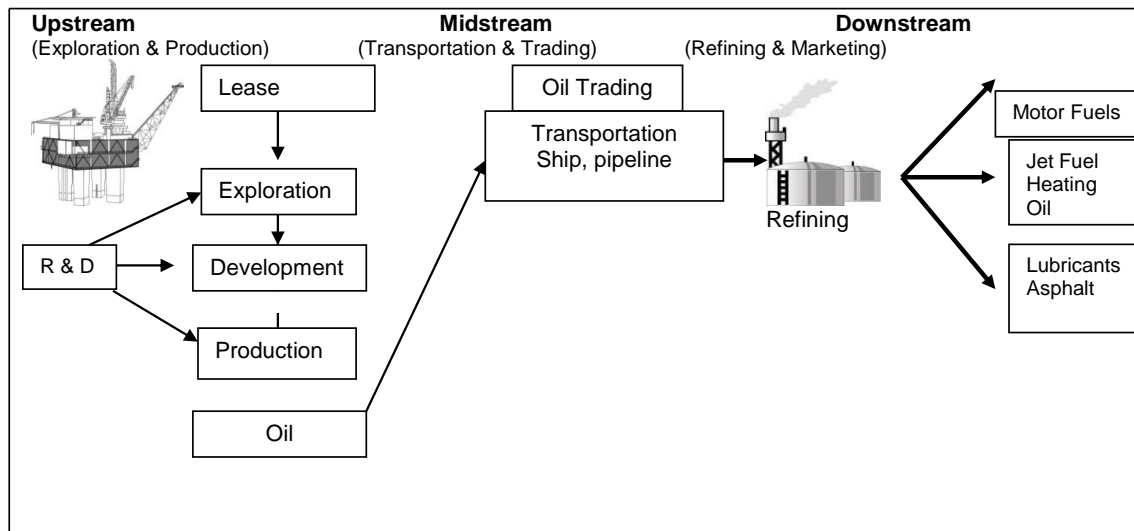 Upstream
(Exploration & Production)
Midstream
(Transportation & Trading)
Downstream
(Refining & Marketing)
Lease
Exploration
R & D
Development
Production
Oil
Oil Trading
Transportation
Ship, pipeline
Refining
Motor Fuels
Jet Fuel
Heating
Oil
Lubricants
Asphalt